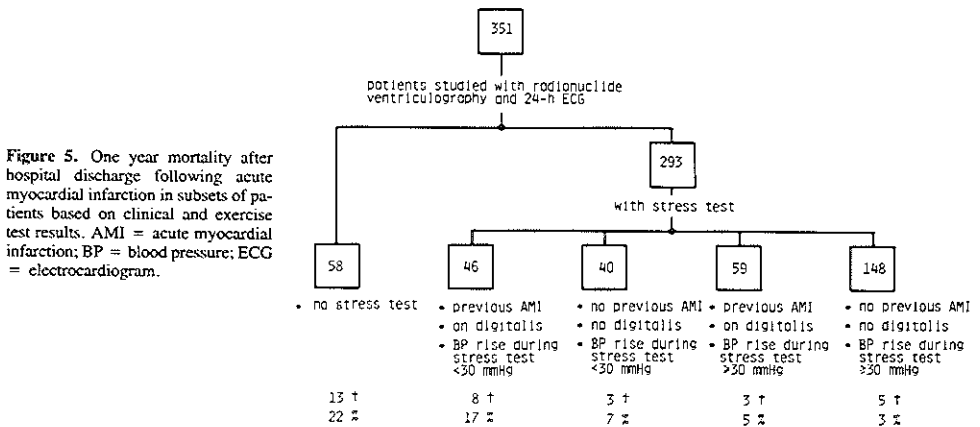 351
patients studied with radionuclide
ventriculography and 24-h ECG
293
with stress test
Figure 5. One year mortality after
hospital discharge following acute
myocardial infarction in subsets of pa-
tients based on clinical and exercise
test results. AMI = acute myocardial
infarction; BP = blood pressure; ECG
= electrocardiogram.
58
• no stress test
13 †
22 %
46
• previous AMI
• on digitalis
• BP rise during
stress test
<30 mmHg
8 †
17 %
40
• no previous AMI
• no digitalis
• BP rise during
stress test
<30 mmHg
3 †
7 %
59
• previous AMI
• on digitalis
• BP rise during
stress test
≥30 mmHg
3 †
5 %
148
• no previous AMI
• no digitalis
• BP rise during
stress test
≥30 mmHg
5 †
3 %